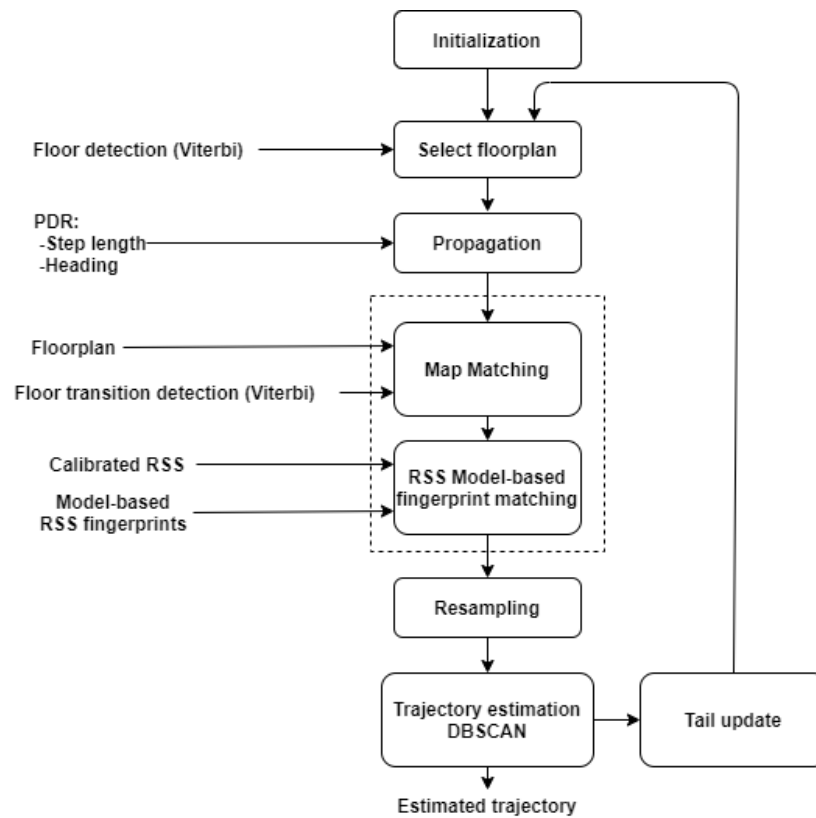 Initialization
Floor detection (Viterbi)
Select floorplan
PDR:
-Step length
-Heading
Propagation
Floorplan
Map Matching
Floor transition detection (Viterbi)
Calibrated RSS
RSS Model-based
fingerprint matching
Model-based
RSS fingerprints
Resampling
Trajectory estimation
DBSCAN
Tail update
Estimated trajectory